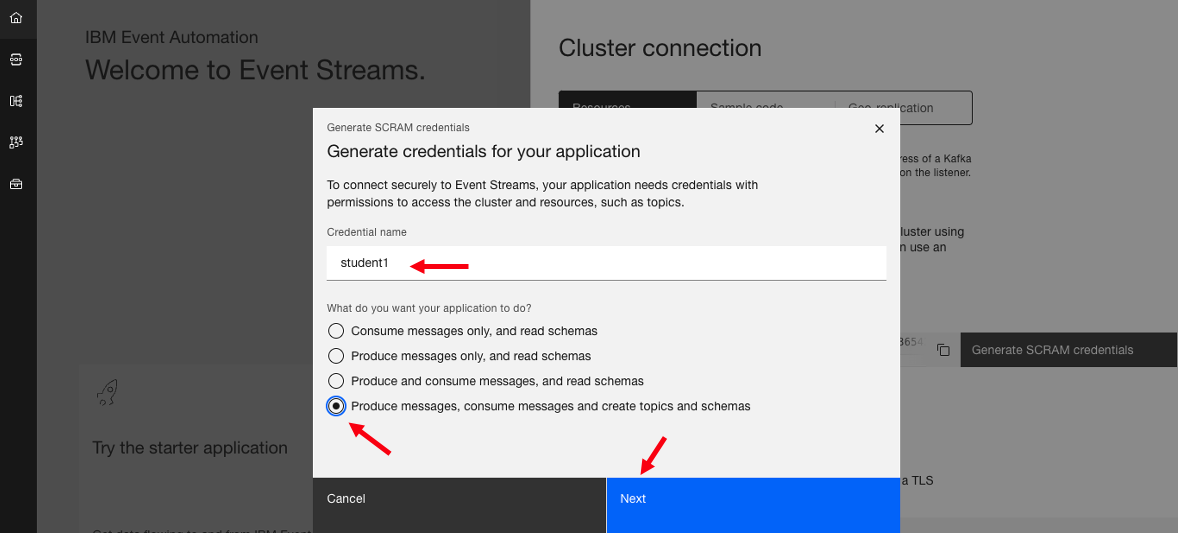 IBM Event Automation
Welcome to Event Streams.
Cluster connection
Resources
Sample code
Geo-replication
Generate SCRAM credentials
Generate credentials for your application
To connect securely to Event Streams, your application needs credentials with
permissions to access the cluster and resources, such as topics.
Credential name
student1
What do you want your application to do?
Consume messages only, and read schemas
Produce messages only, and read schemas
Produce and consume messages, and read schemas
Produce messages, consume messages and create topics and schemas
Cancel
Next
of a Kafka
on the listener.
using
use an
Generate SCRAM credentials
a TLS
Try the starter application